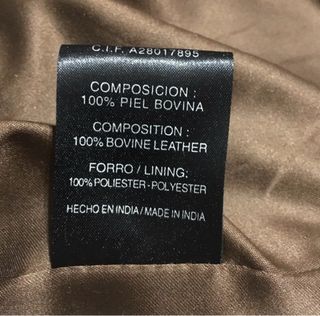 C.I.F. A28017895
COMPOSICION:
100% PIEL BOVINA
COMPOSITION:
100% BOVINE LEATHER
FORRO / LINING:
100% POLIESTER - POLYESTER
HECHO EN INDIA / MADE IN INDIA